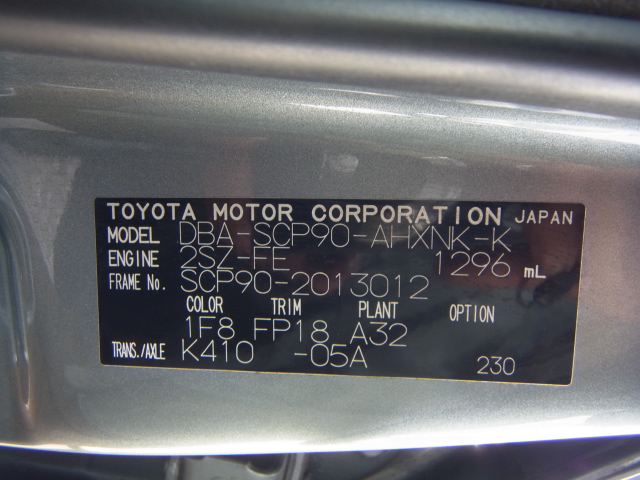 TOYOTA MOTOR CORPORATION JAPAN
MODEL DBA-SCP90-AHXNK-K
ENGINE 2SZ-FE 1296 mL
FRAME No. SCP90-2013012
COLOR TRIM PLANT OPTION
1F8 FP18 A32
TRANS./AXLE K410 -05A 230